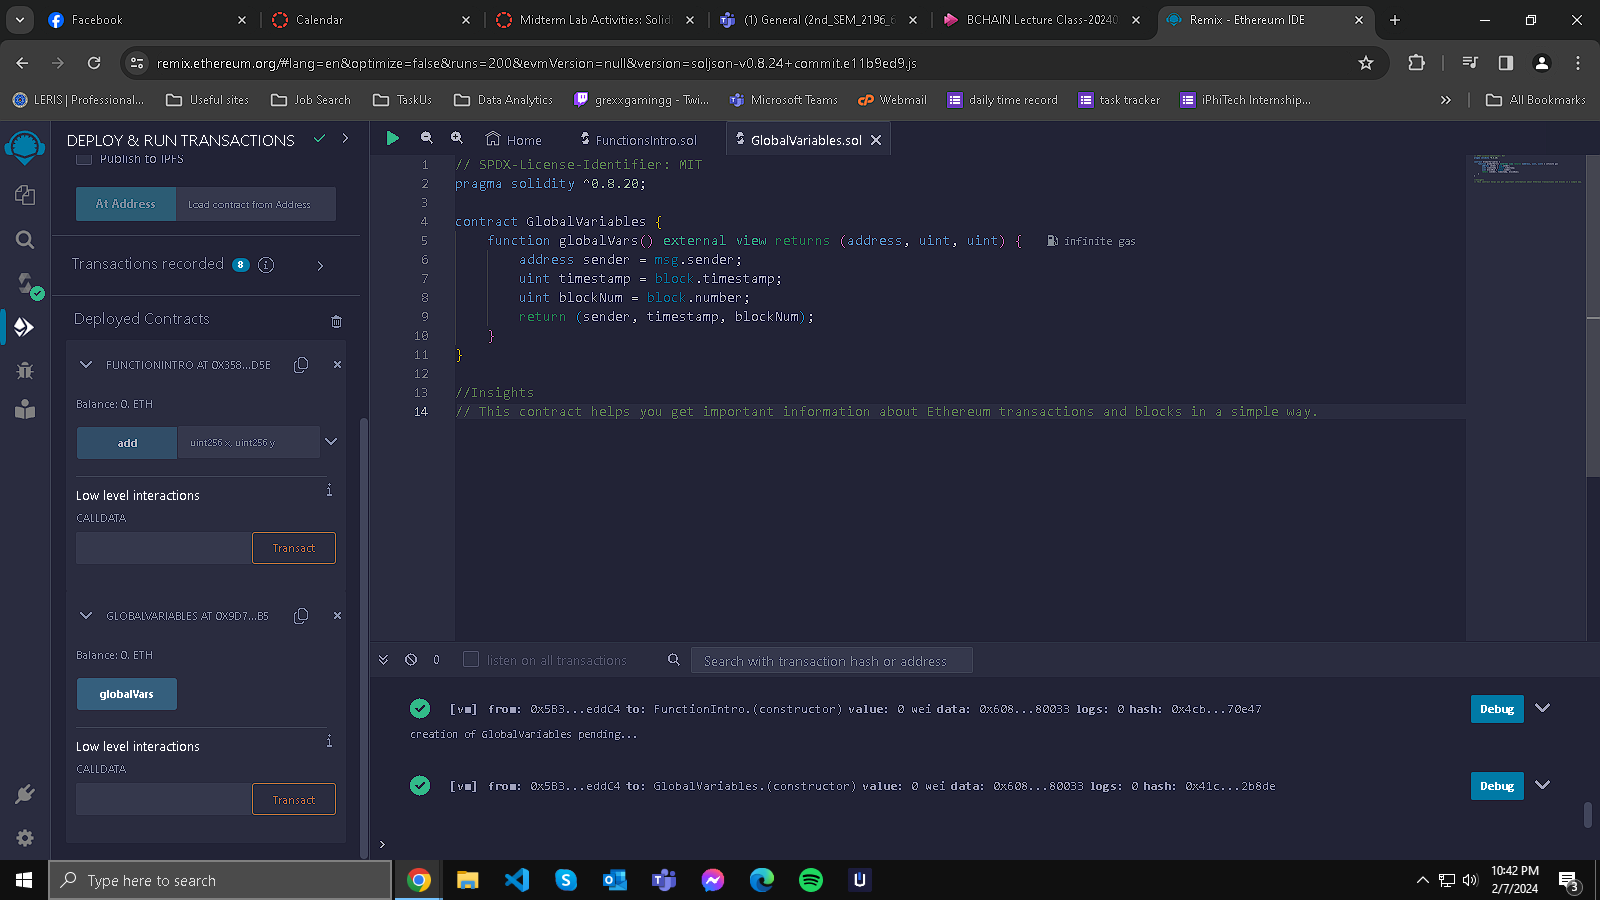 Facebook
Calendar
Midterm Lab Activities: Solid
(1) General (2nd_SEM_2196_6
BCHAIN Lecture Class-20240
Remix - Ethereum IDE
remix.ethereum.org/#lang=en&optimize=false&runs=200&evmVersion=null&version=soljson-v0.8.24+commit.e11b9ed9.js
LERIS | Professional...
Useful sites
Job Search
TaskUs
Data Analytics
grexxgamingg - Twi...
Microsoft Teams
Webmail
daily time record
task tracker
iPhiTech Internship...
All Bookmarks
DEPLOY & RUN TRANSACTIONS
Publish to IPFS
At Address
Load contract from Address
Transactions recorded 8
Deployed Contracts
FUNCTIONINTRO AT 0X358...D5E
Balance: 0. ETH
add
uint256 x, uint256 y
Low level interactions
CALLDATA
Transact
GLOBALVARIABLES AT 0X9D7...B5
Balance: 0. ETH
globalVars
Low level interactions
CALLDATA
Transact
Home
FunctionsIntro.sol
GlobalVariables.sol
1 // SPDX-License-Identifier: MIT
2 pragma solidity ^0.8.20;
3
4 contract GlobalVariables {
5 function globalVars() external view returns (address, uint, uint) { infinite gas
6 address sender = msg.sender;
7 uint timestamp = block.timestamp;
8 uint blockNum = block.number;
9 return (sender, timestamp, blockNum);
10 }
11 }
12
13 //Insights
14 // This contract helps you get important information about Ethereum transactions and blocks in a simple way.
0
listen on all transactions
Search with transaction hash or address
[vm] from: 0x5B3...eddC4 to: FunctionIntro.(constructor) value: 0 wei data: 0x608...80033 logs: 0 hash: 0x4cb...70e47
Debug
creation of GlobalVariables pending...
[vm] from: 0x5B3...eddC4 to: GlobalVariables.(constructor) value: 0 wei data: 0x608...80033 logs: 0 hash: 0x41c...2b8de
Debug
>
Type here to search
10:42 PM
2/7/2024
3